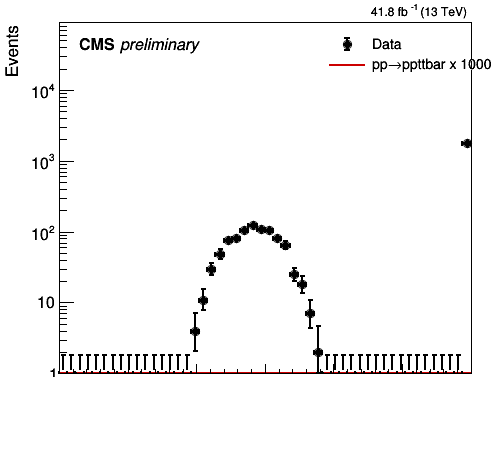 41.8 fb⁻¹ (13 TeV)
CMS preliminary
Data
pp→ppttbar x 1000
Events
10⁴
10³
10²
10
1